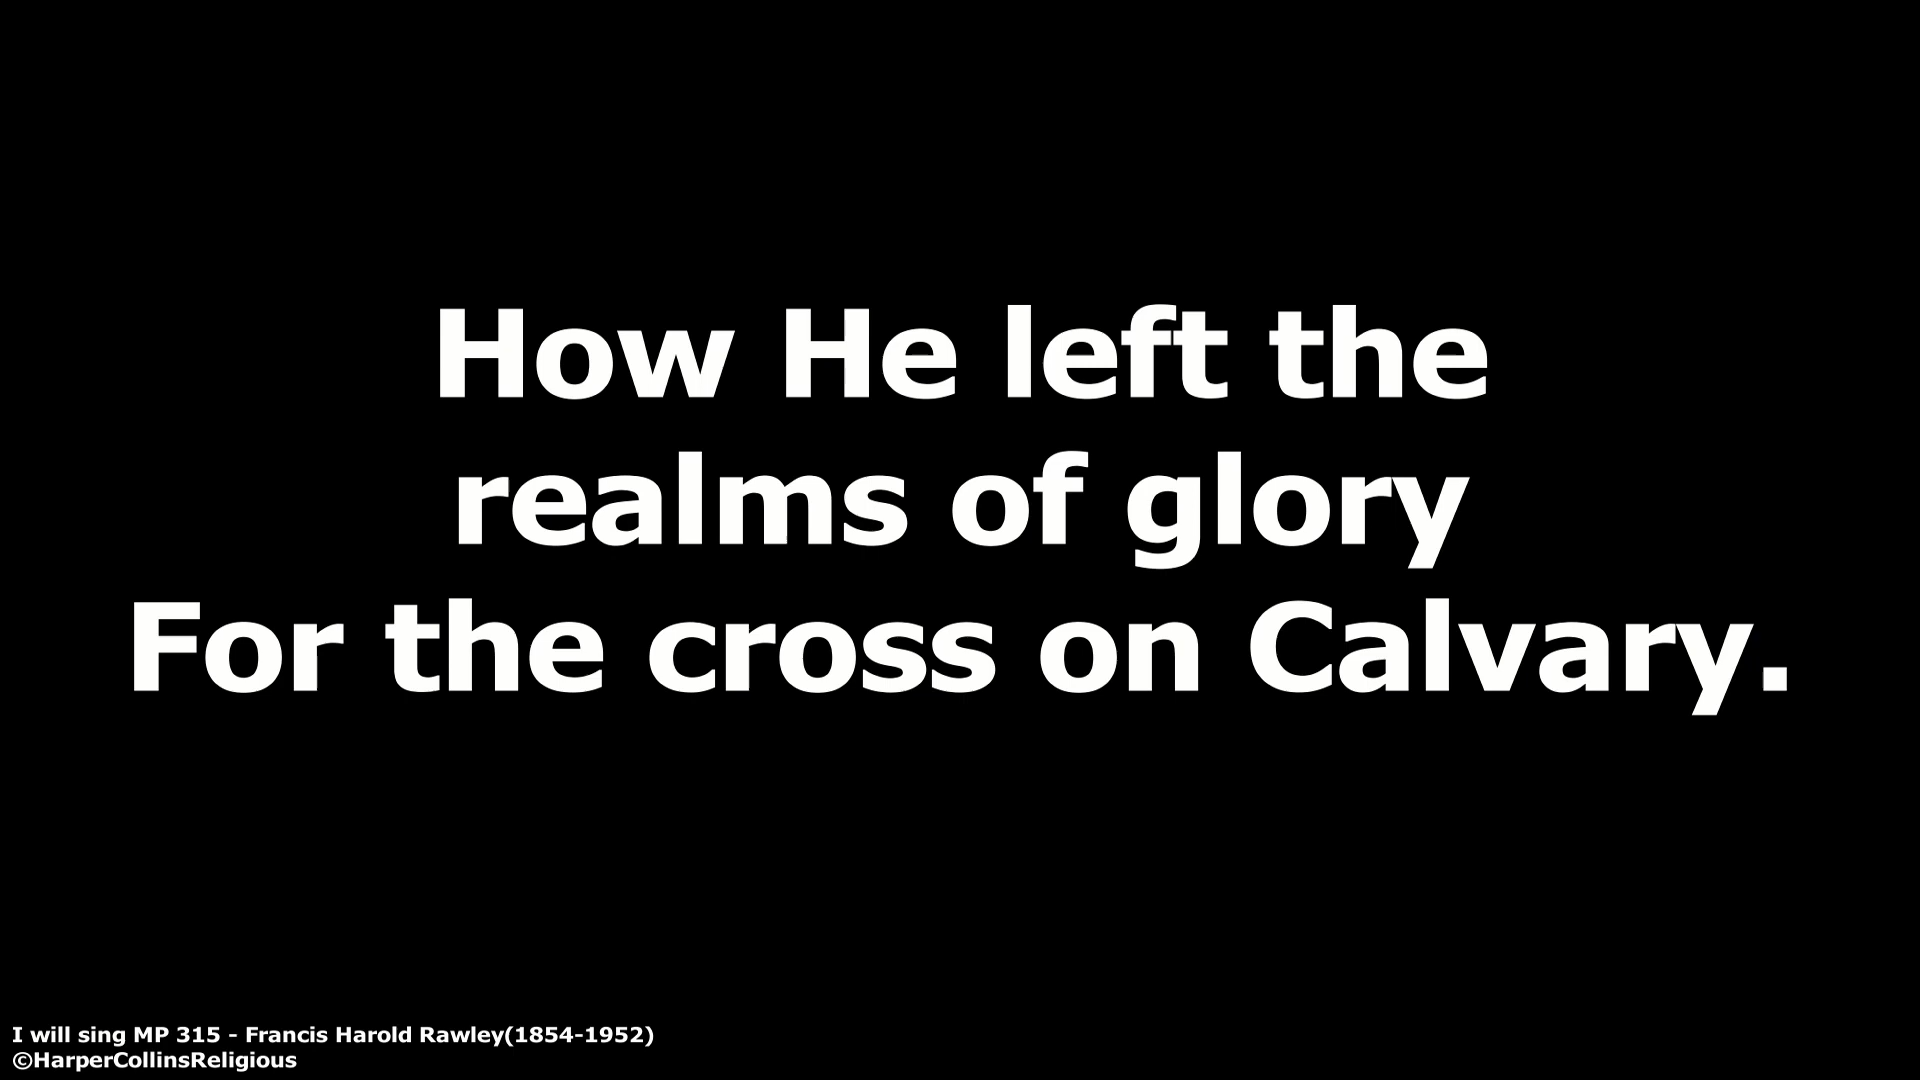 How He left the
realms of glory
For the cross on Calvary.
I will sing MP 315 - Francis Harold Rawley(1854-1952)
©HarperCollinsReligious